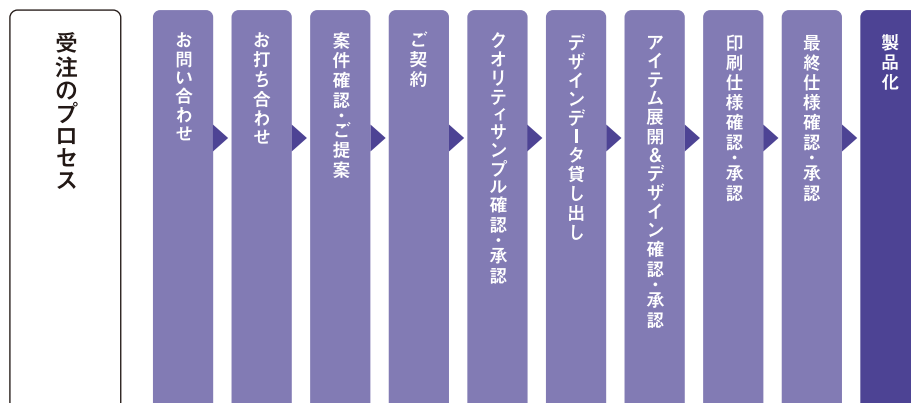 受注のプロセス
お問い合わせ
お打ち合わせ
案件確認・ご提案
ご契約
クオリティサンプル確認・承認
デザインデータ貸し出し
アイテム展開&デザイン確認・承認
印刷仕様確認・承認
最終仕様確認・承認
製品化